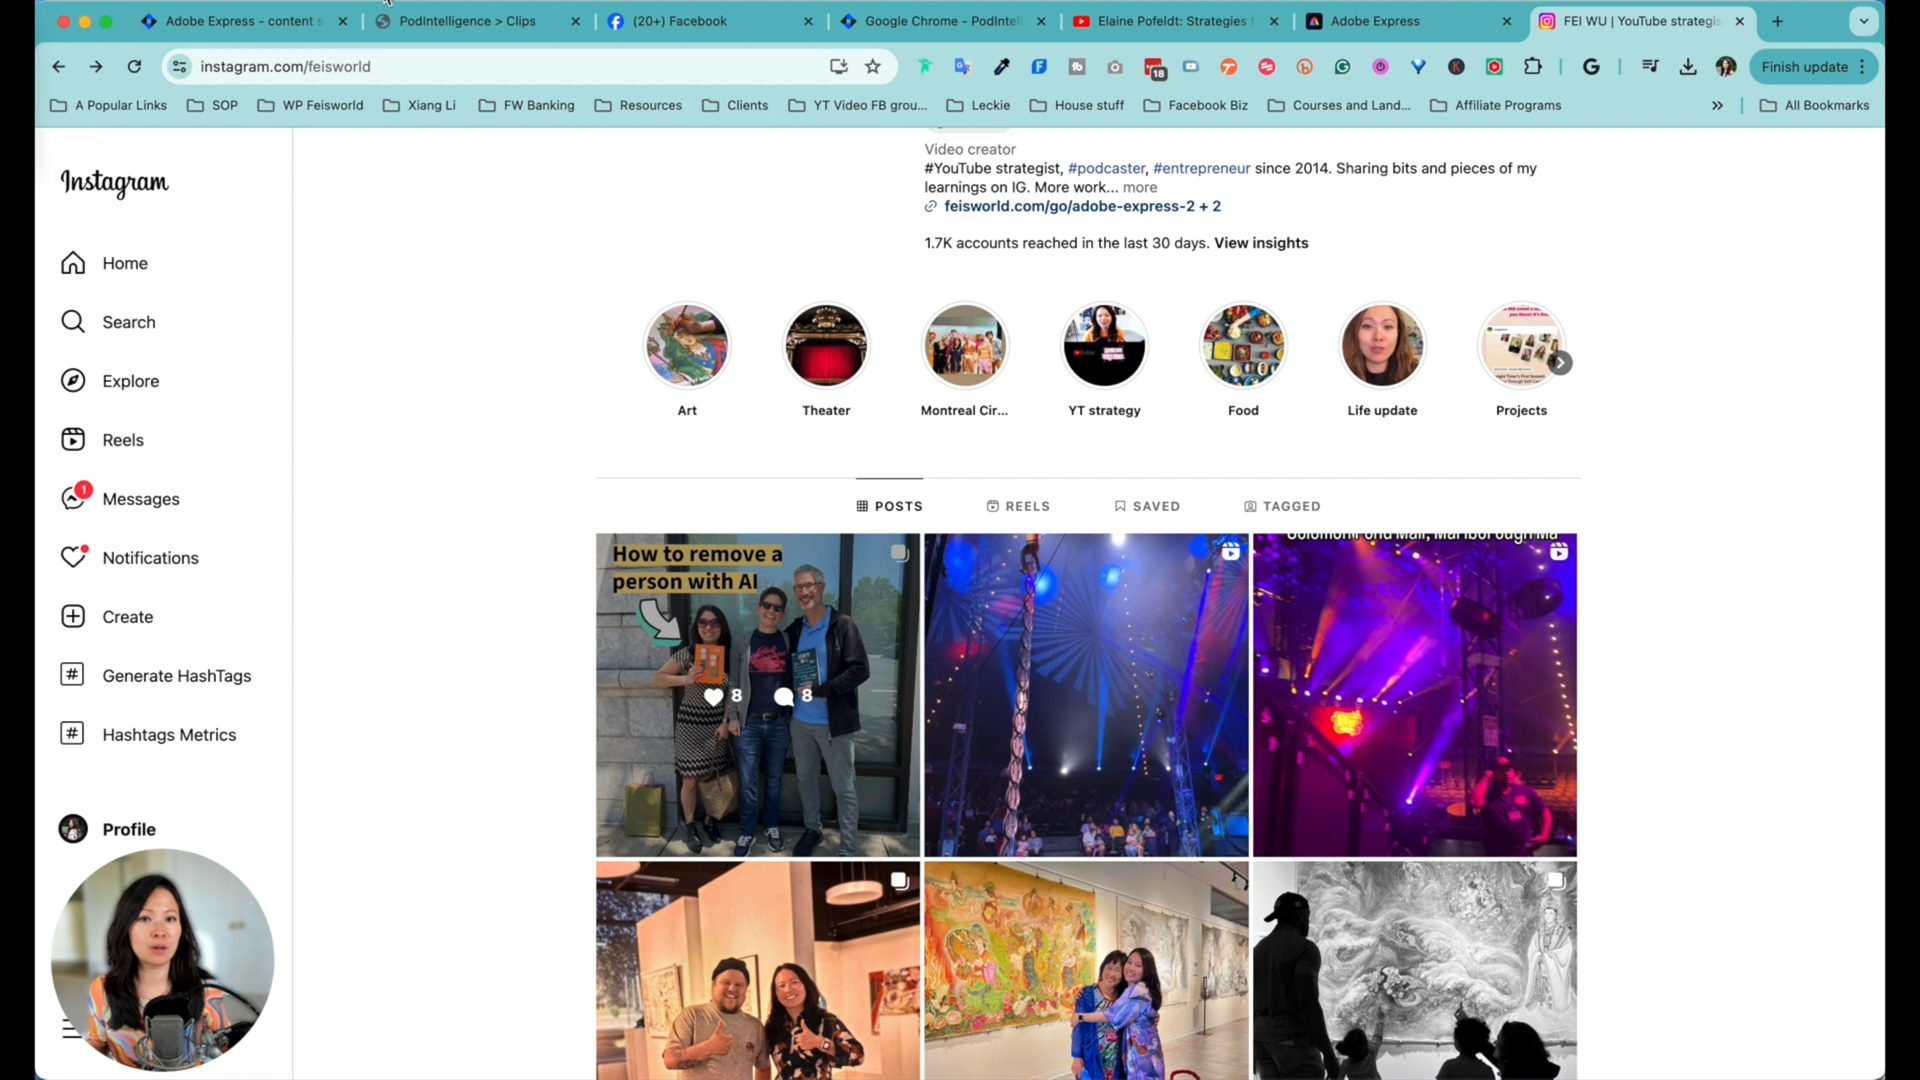 Adobe Express - content s
PodIntelligence > Clips
(20+) Facebook
Google Chrome - PodIntel
Elaine Pofeldt: Strategies
Adobe Express
FEI WU | YouTube strategis
instagram.com/feisworld
18
Finish update
A Popular Links
SOP
WP Feisworld
Xiang Li
FW Banking
Resources
Clients
YT Video FB grou...
Leckie
House stuff
Facebook Biz
Courses and Land...
Affiliate Programs
All Bookmarks
Instagram
Home
Search
Explore
Reels
1
Messages
Notifications
Create
Generate HashTags
Hashtags Metrics
Profile
Video creator
#YouTube strategist, #podcaster, #entrepreneur since 2014. Sharing bits and pieces of my
learnings on IG. More work... more
feisworld.com/go/adobe-express-2 + 2
1.7K accounts reached in the last 30 days. View insights
Art
Theater
Montreal Cir...
YT strategy
Food
Life update
Projects
POSTS
REELS
SAVED
TAGGED
How to remove a
person with AI
8
8